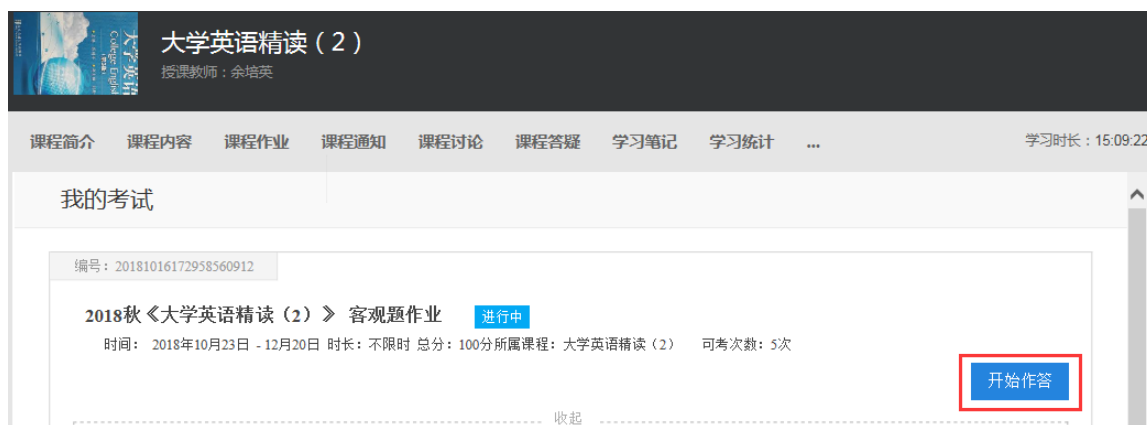 大学英语
College English
大学英语精读（2）
授课教师：余培英
课程简介 课程内容 课程作业 课程通知 课程讨论 课程答疑 学习笔记 学习统计 ... 学习时长：15:09:22
我的考试
编号：20181016172958560912
2018秋《大学英语精读（2）》 客观题作业 进行中
时间： 2018年10月23日 - 12月20日 时长：不限时 总分：100分所属课程：大学英语精读（2） 可考次数：5次
开始作答
收起